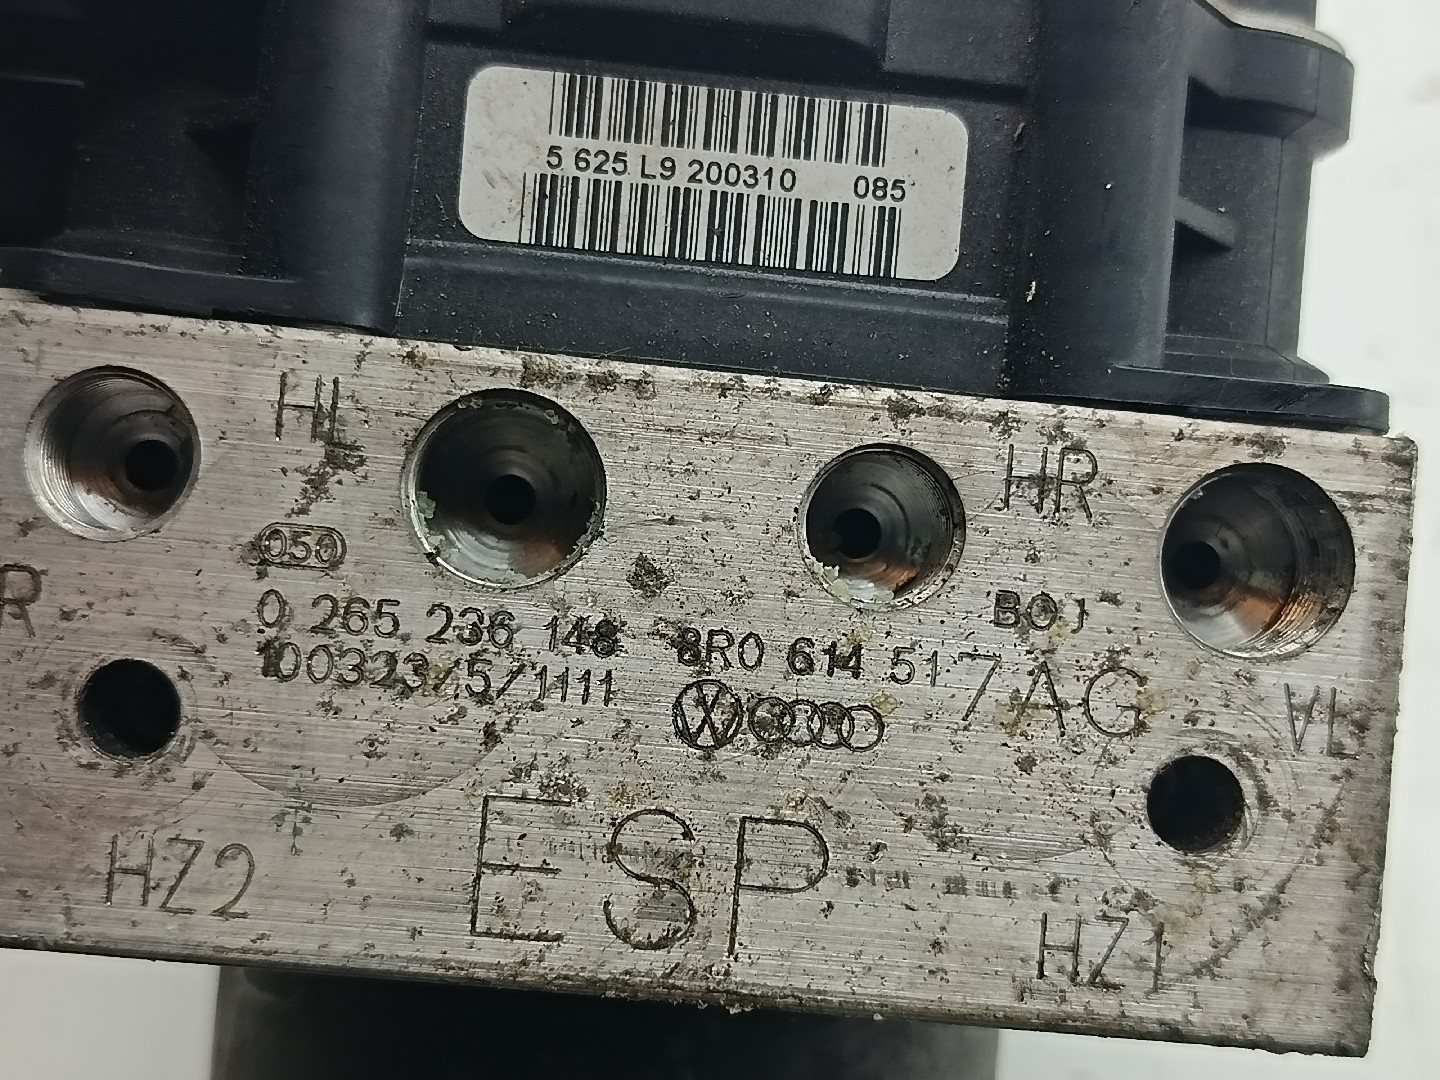 5 625 L9 200310 085
HL
HR
050
R
0 265 236 148 8R0 614 517AG
BOJ
100323/5/1111
VL
HZ2
ESP
HZ1